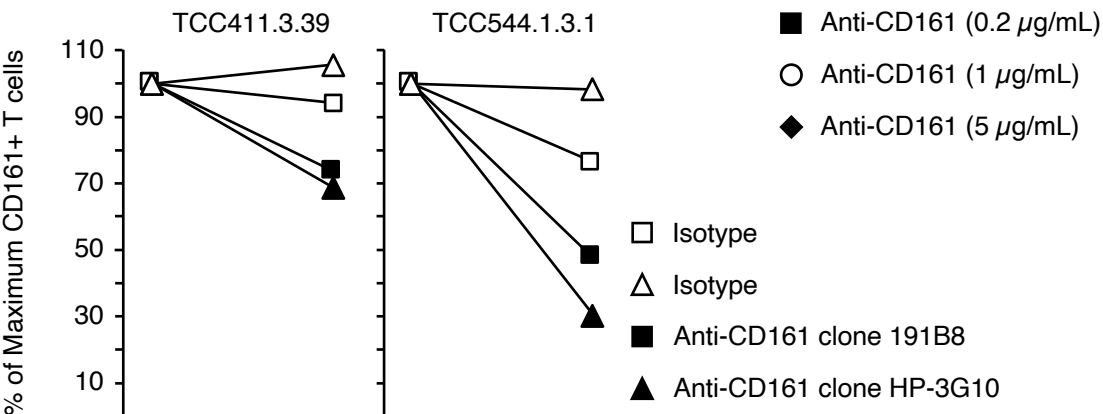 TCC411.3.39
TCC544.1.3.1
% of Maximum CD161+ T cells
110
90
70
50
30
10
Anti-CD161 (0.2 µg/mL)
Anti-CD161 (1 µg/mL)
Anti-CD161 (5 µg/mL)
Isotype
Isotype
Anti-CD161 clone 191B8
Anti-CD161 clone HP-3G10